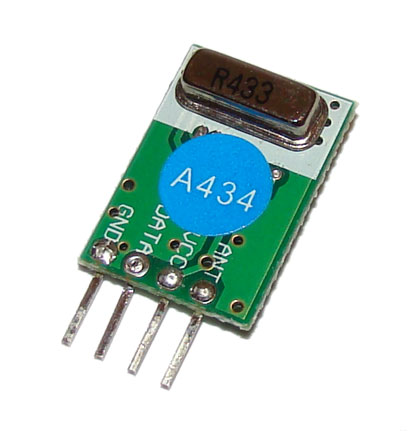 R433
A434
GND
DATA
VCC
ANT